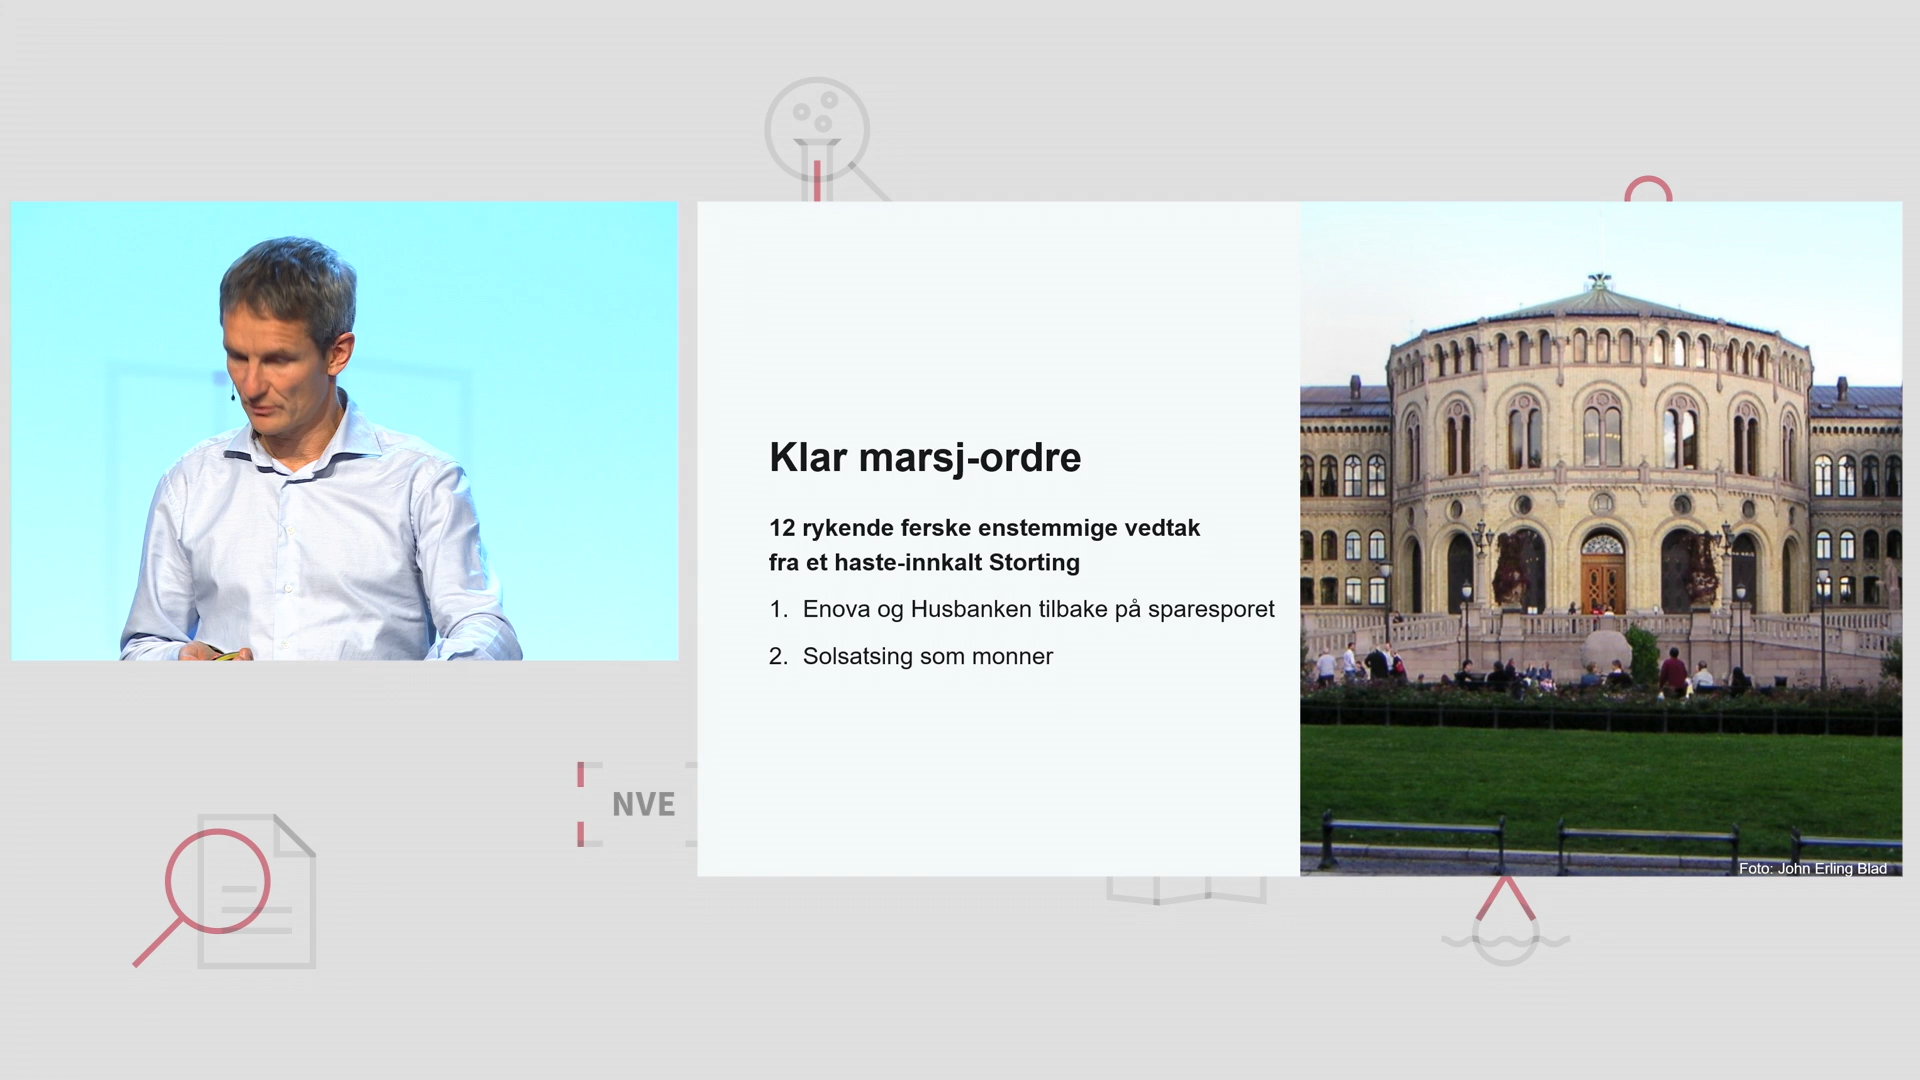 Klar marsj-ordre
12 rykende ferske enstemmige vedtak
fra et haste-innkalt Storting
1. Enova og Husbanken tilbake på sparesporet
2. Solsatsing som monner
NVE
Foto: John Erling Blad